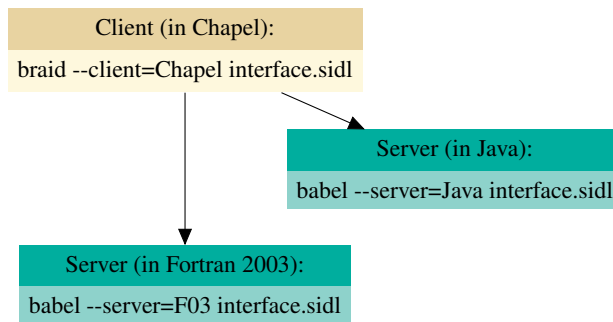 Client (in Chapel):
braid --client=Chapel interface.sidl
Server (in Java):
babel --server=Java interface.sidl
Server (in Fortran 2003):
babel --server=F03 interface.sidl